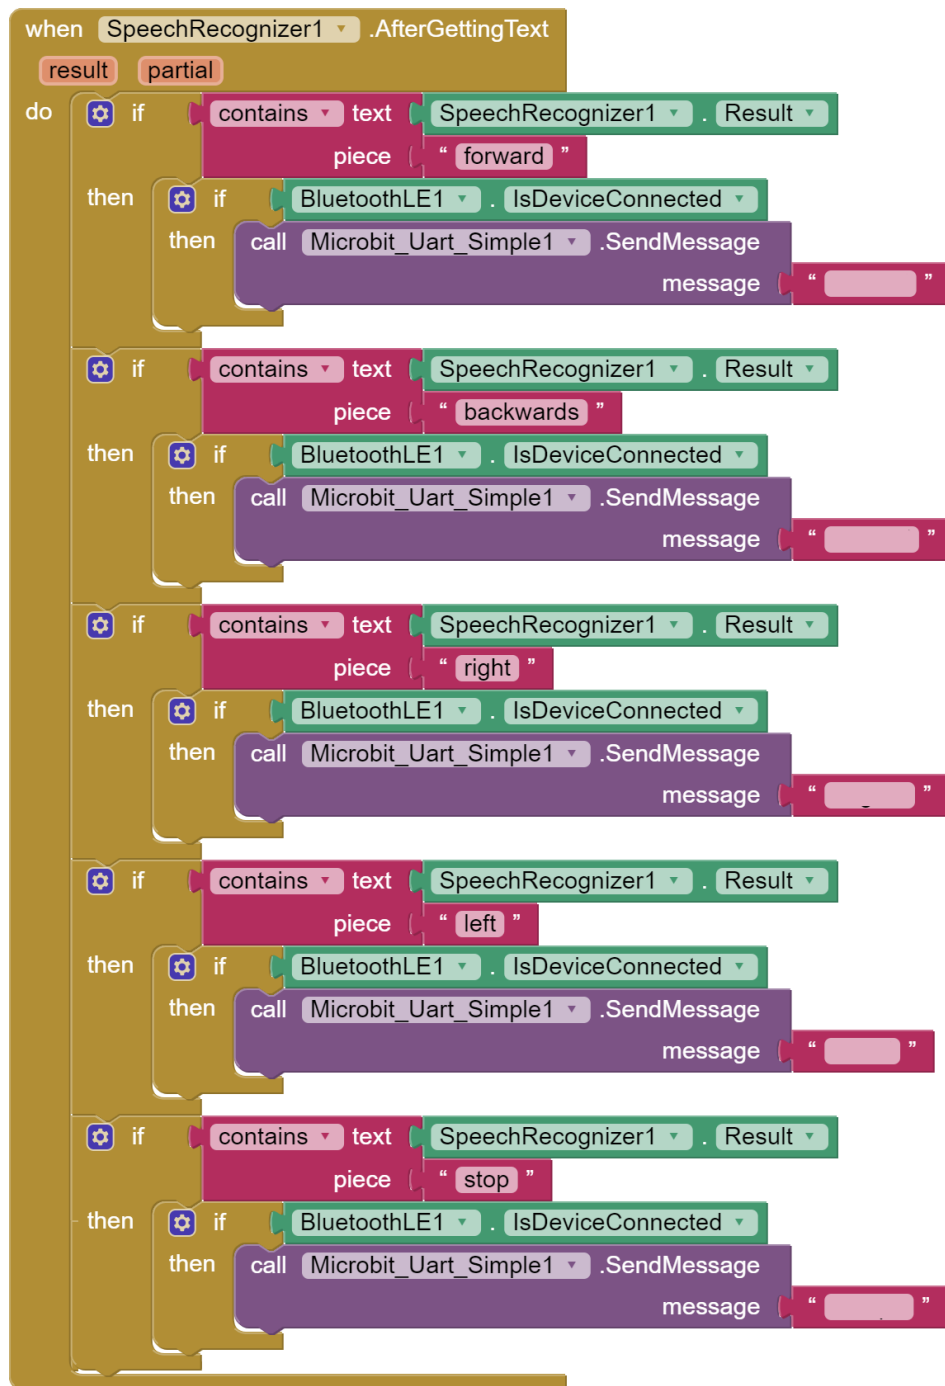 when SpeechRecognizer1 .AfterGettingText
result partial
do if contains text SpeechRecognizer1 . Result
piece “ forward ”
then if BluetoothLE1 . IsDeviceConnected
then call Microbit_Uart_Simple1 .SendMessage
message “ ”
if contains text SpeechRecognizer1 . Result
piece “ backwards ”
then if BluetoothLE1 . IsDeviceConnected
then call Microbit_Uart_Simple1 .SendMessage
message “ ”
if contains text SpeechRecognizer1 . Result
piece “ right ”
then if BluetoothLE1 . IsDeviceConnected
then call Microbit_Uart_Simple1 .SendMessage
message “ ”
if contains text SpeechRecognizer1 . Result
piece “ left ”
then if BluetoothLE1 . IsDeviceConnected
then call Microbit_Uart_Simple1 .SendMessage
message “ ”
if contains text SpeechRecognizer1 . Result
piece “ stop ”
then if BluetoothLE1 . IsDeviceConnected
then call Microbit_Uart_Simple1 .SendMessage
message “ ”